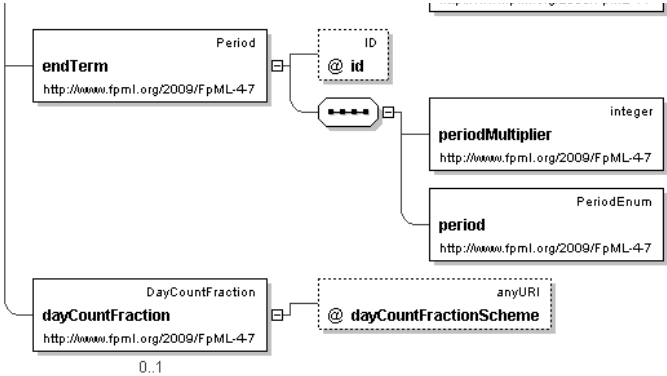 Period
endTerm
http://www.fpml.org/2009/FpML-4-7
ID
@ id
integer
periodMultiplier
http://www.fpml.org/2009/FpML-4-7
PeriodEnum
period
http://www.fpml.org/2009/FpML-4-7
DayCountFraction
dayCountFraction
http://www.fpml.org/2009/FpML-4-7
0..1
anyURI
@ dayCountFractionScheme